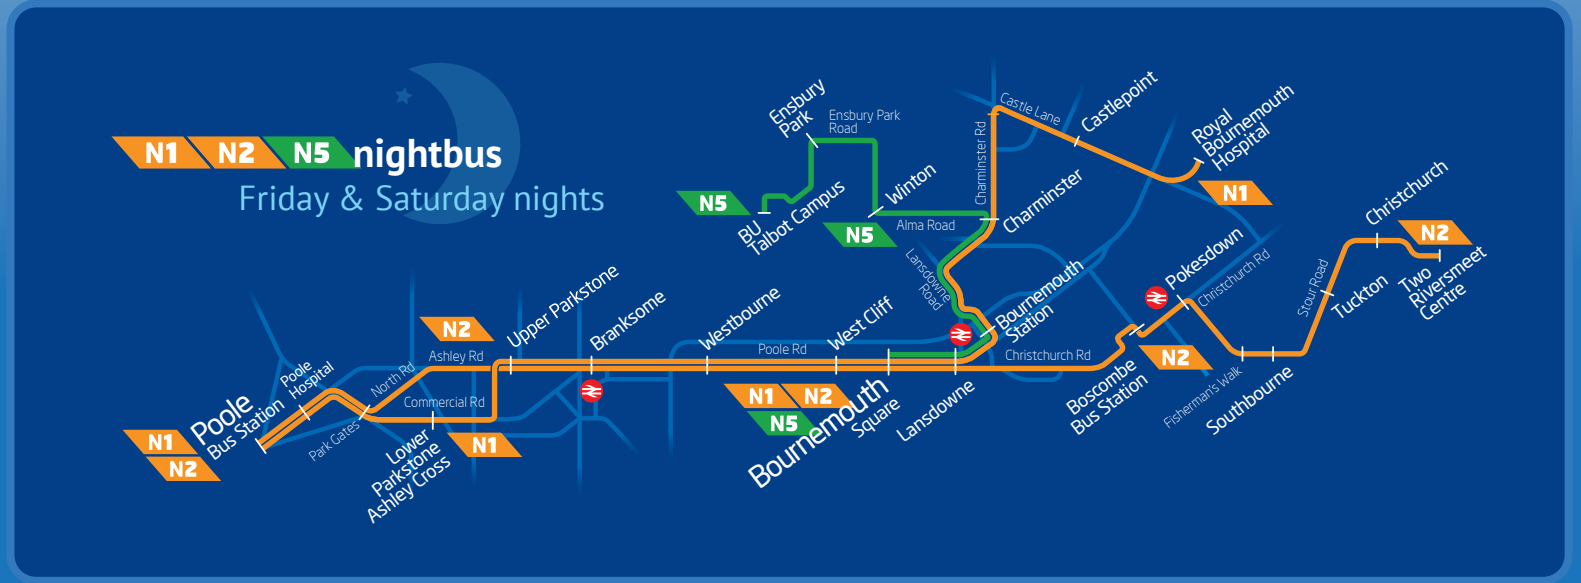 N1 N2 N5 nightbus
Friday & Saturday nights
Ensbury
Park
Ensbury Park
Road
N5
BU
Talbot Campus
Winton
N5
Alma Road
Charminster Rd
Castle Lane
Castlepoint
Royal
Bournemouth
Hospital
N1
Charminster
Lansdowne
Road
Bournemouth
Station
Pokesdown
Christchurch Rd
Stour Road
Christchurch
N2
Tuckton
Two
Riversmeet
Centre
N2
Upper Parkstone
Branksome
Westbourne
West Cliff
Poole Rd
Christchurch Rd
Ashley Rd
Poole
Hospital
North Rd
Commercial Rd
Poole
Bus Station
Park Gates
N1
N2
Lower
Parkstone
Ashley Cross
N1
N1 N2
N5
Bournemouth
Square
Lansdowne
Boscombe
Bus Station
N2
Fisherman's Walk
Southbourne